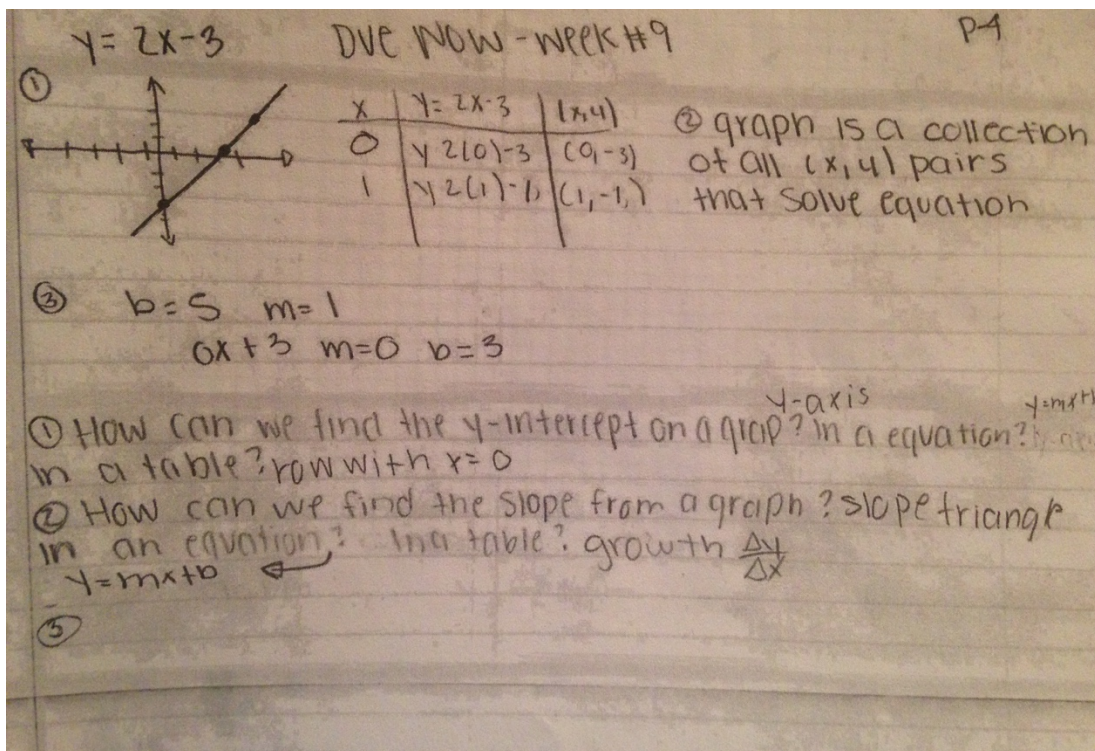 y = 2x-3 DUE NOW - week #9 P-4
①
x | y = 2x-3 | (x,y)
0 | y 2(0)-3 | (0,-3)
1 | y 2(1)-1, | (1,-1,)
② graph is a collection
of all (x,y) pairs
that solve equation
③ b=5 m=1
0x+3 m=0 b=3
y-axis y=mx+
① How can we find the y-intercept on a grap? in a equation?
in a table? row with x=0
② How can we find the slope from a graph? slope triangle
in an equation? in a table? growth Δy/Δx
y=mx+b
③